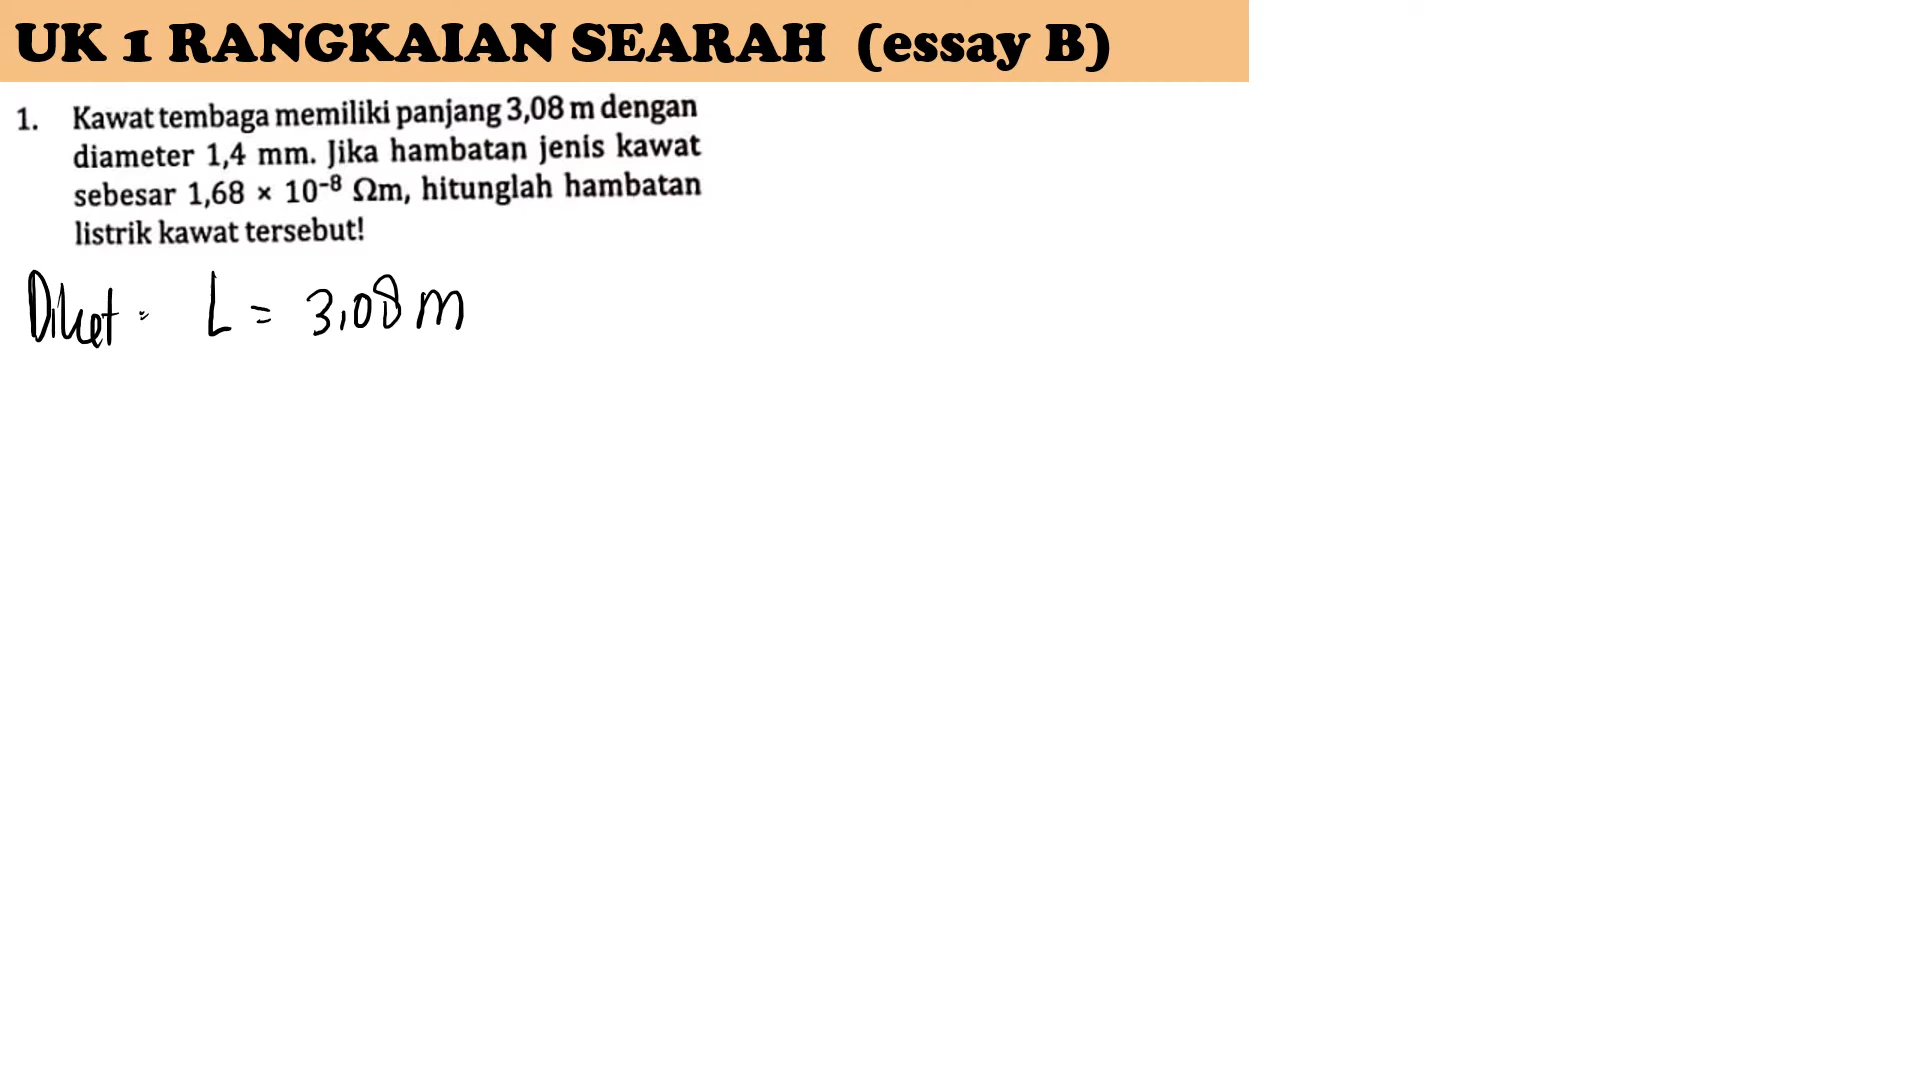 UK 1 RANGKAIAN SEARAH (essay B)
1. Kawat tembaga memiliki panjang 3,08 m dengan
diameter 1,4 mm. Jika hambatan jenis kawat
sebesar 1,68 × 10⁻⁸ Ωm, hitunglah hambatan
listrik kawat tersebut!
Diket : L = 3,08 m